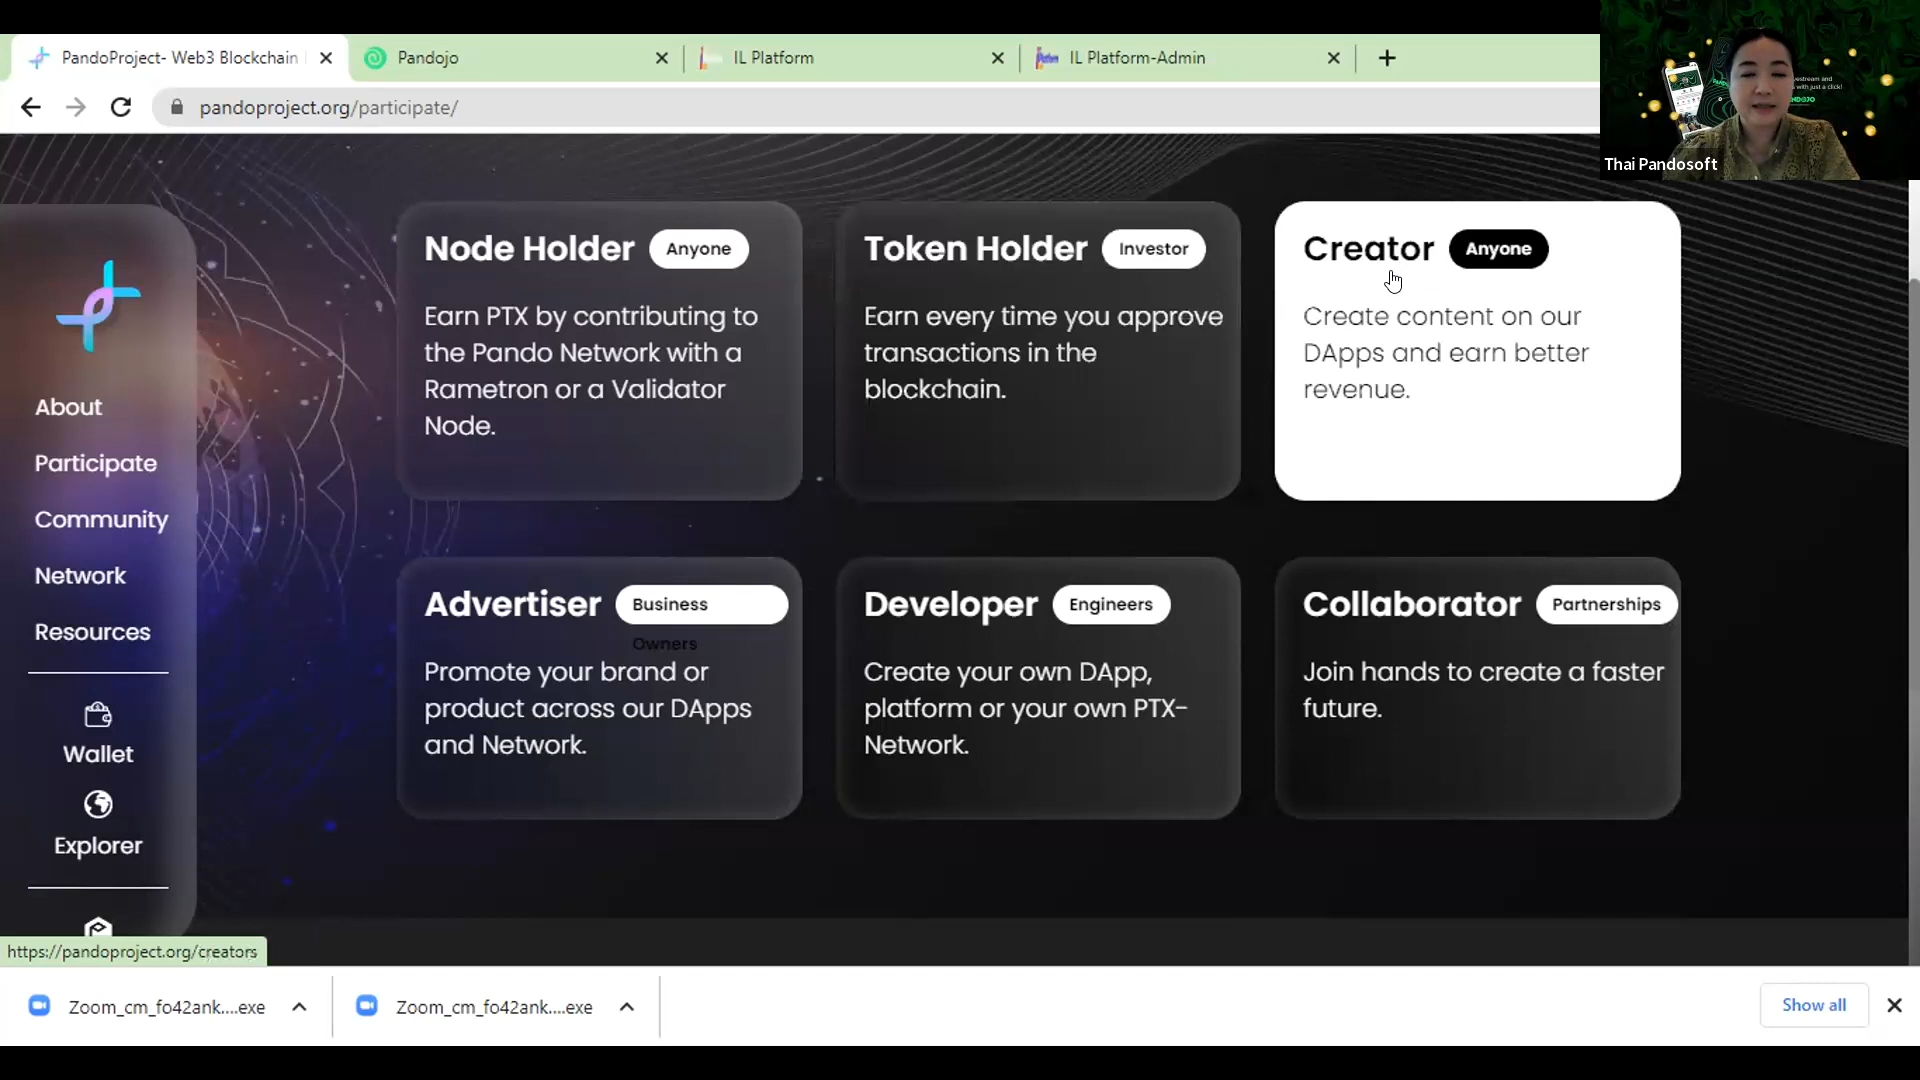 PandoProject- Web3 Blockchain
Pandojo
IL Platform
IL Platform-Admin
pandoproject.org/participate/
vestream and
with just a click!
Thai Pandosoft
Node Holder Anyone
Earn PTX by contributing to
the Pando Network with a
Rametron or a Validator
Node.
Token Holder Investor
Earn every time you approve
transactions in the
blockchain.
Creator Anyone
Create content on our
DApps and earn better
revenue.
About
Participate
Community
Network
Resources
Wallet
Explorer
Advertiser Business
Owners
Promote your brand or
product across our DApps
and Network.
Developer Engineers
Create your own DApp,
platform or your own PTX-
Network.
Collaborator Partnerships
Join hands to create a faster
future.
https://pandoproject.org/creators
Zoom_cm_fo42ank....exe
Zoom_cm_fo42ank....exe
Show all